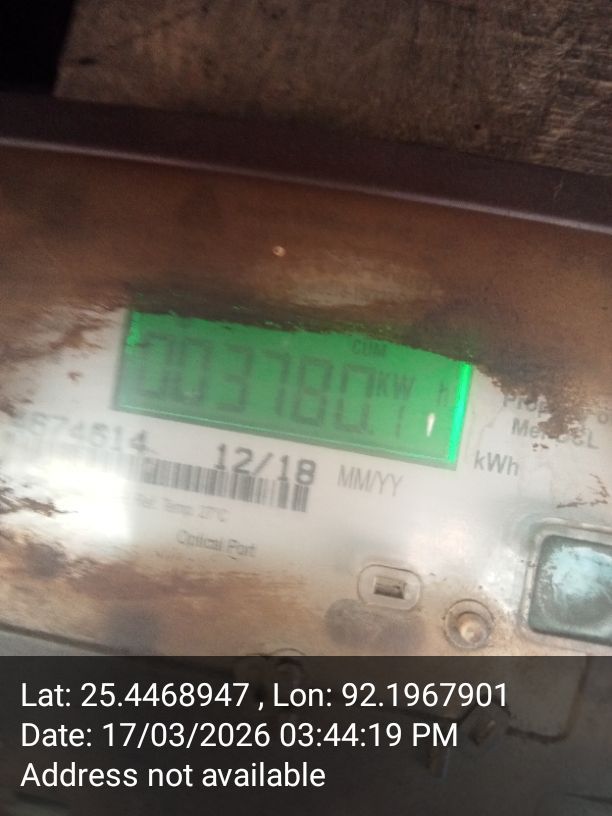 CUM
003780.1 KW h
12/18 MM/YY
kWh
Optical Port
Lat: 25.4468947 , Lon: 92.1967901
Date: 17/03/2026 03:44:19 PM
Address not available